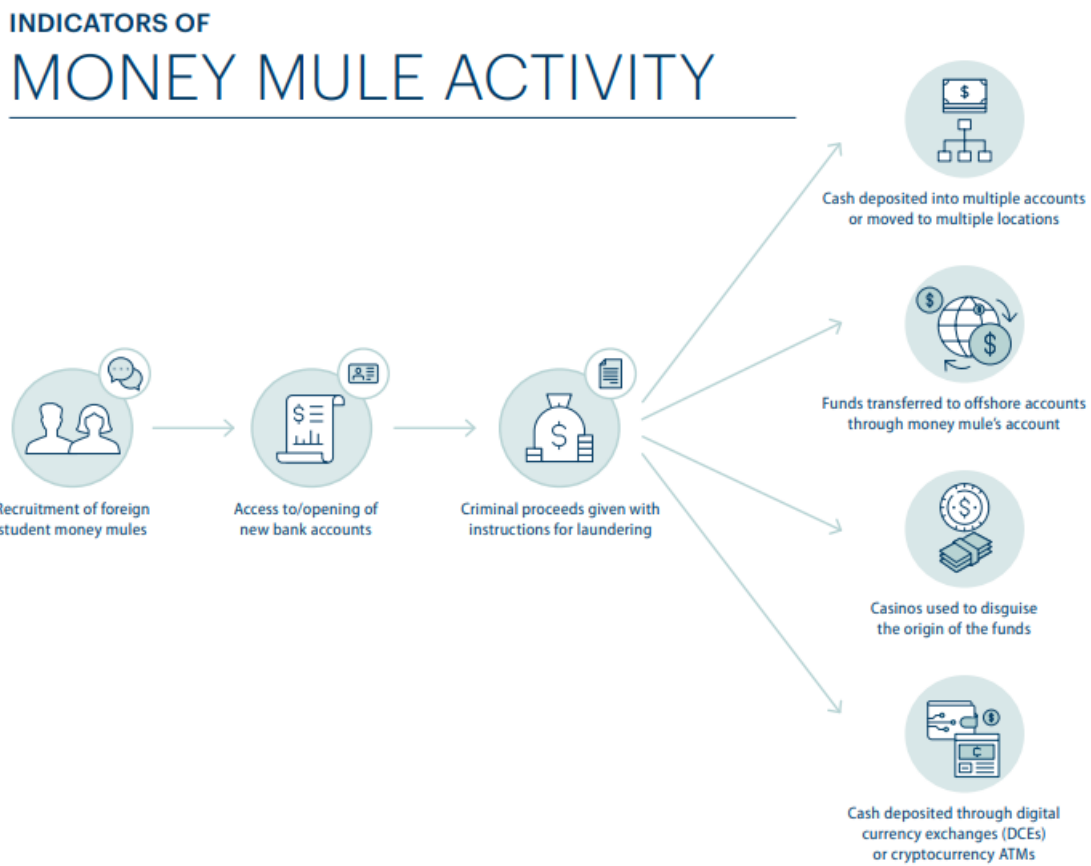 INDICATORS OF
MONEY MULE ACTIVITY
Recruitment of foreign
student money mules
Access to/opening of
new bank accounts
Criminal proceeds given with
instructions for laundering
Cash deposited into multiple accounts
or moved to multiple locations
Funds transferred to offshore accounts
through money mule's account
Casinos used to disguise
the origin of the funds
Cash deposited through digital
currency exchanges (DCEs)
or cryptocurrency ATMs